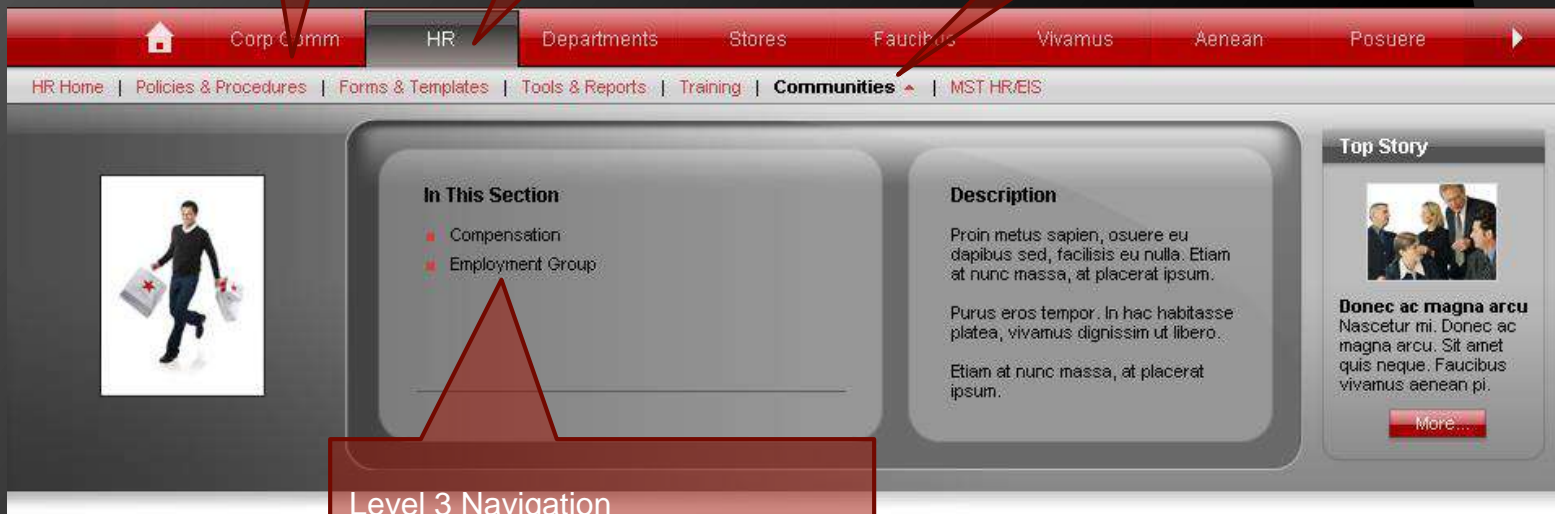 Corp Comm HR Departments Stores Faucibus Vivamus Aenean Posuere
HR Home | Policies & Procedures | Forms & Templates | Tools & Reports | Training | Communities | MST HR/EIS
In This Section
Compensation
Employment Group
Description
Proin metus sapien, osuere eu
dapibus sed, facilisis eu nulla. Etiam
at nunc massa, at placerat ipsum.
Purus eros tempor. In hac habitasse
platea, vivamus dignissim ut libero.
Etiam at nunc massa, at placerat
ipsum.
Top Story
Donec ac magna arcu
Nascetur mi. Donec ac
magna arcu. Sit amet
quis neque. Faucibus
vivamus aenean pi.
More...
Level 3 Navigation